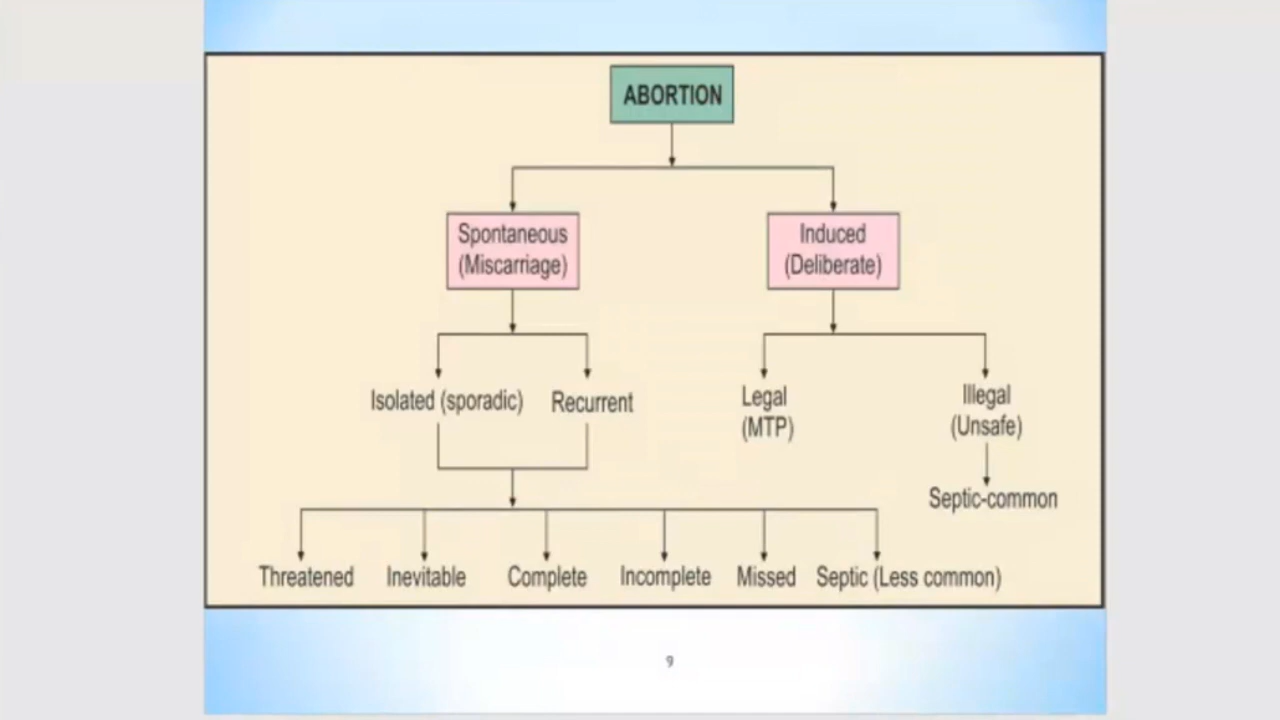 ABORTION
Spontaneous
(Miscarriage)
Induced
(Deliberate)
Isolated (sporadic)
Recurrent
Legal
(MTP)
Illegal
(Unsafe)
Septic-common
Threatened
Inevitable
Complete
Incomplete
Missed
Septic (Less common)
9